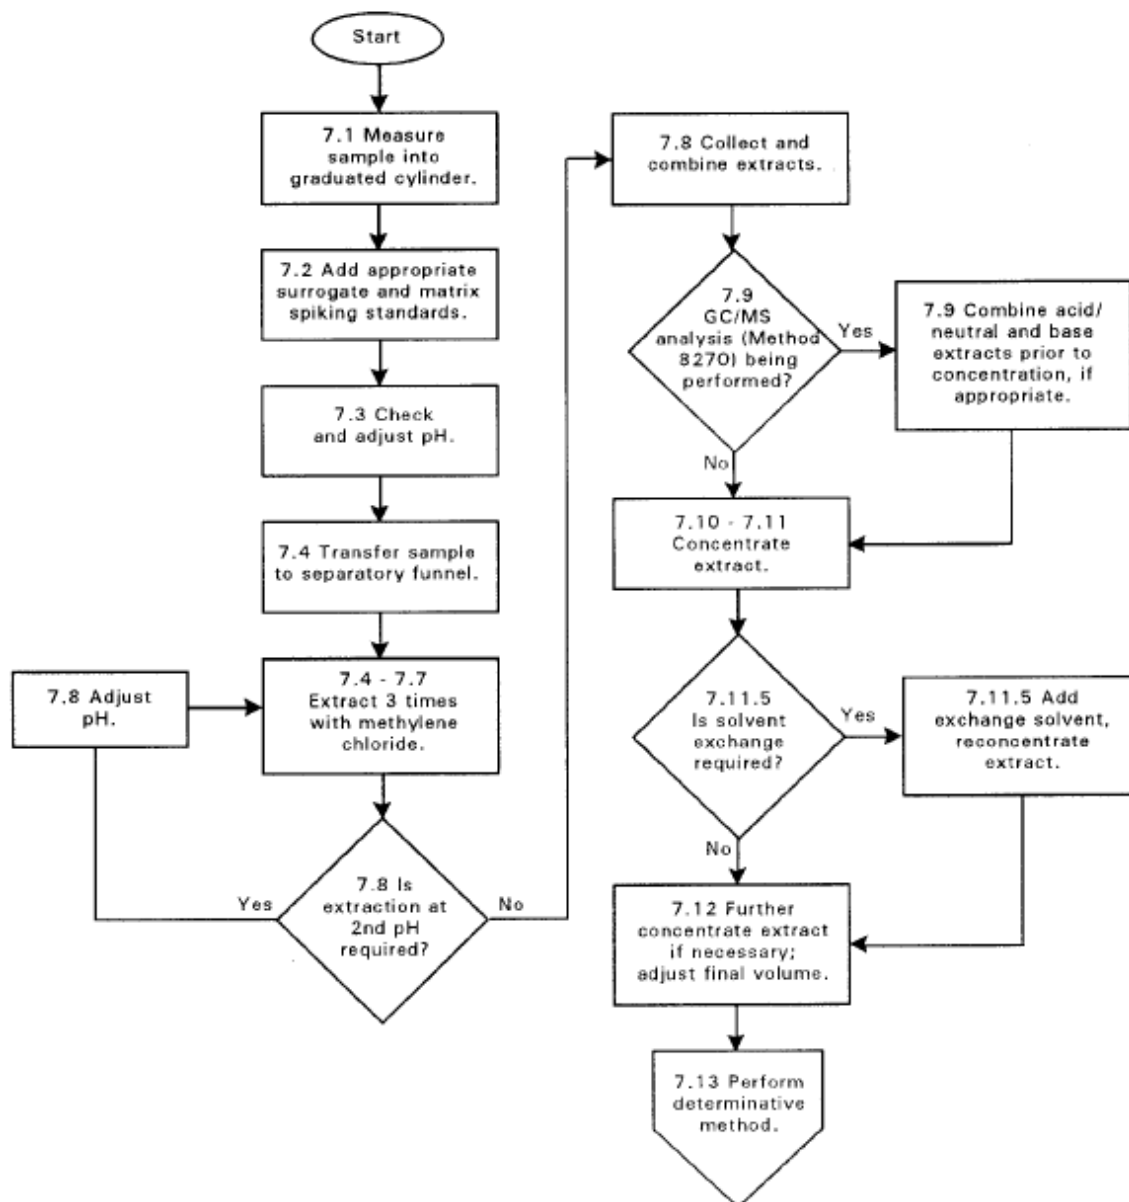 Start
7.1 Measure
sample into
graduated cylinder.
7.2 Add appropriate
surrogate and matrix
spiking standards.
7.3 Check
and adjust pH.
7.4 Transfer sample
to separatory funnel.
7.8 Adjust
pH.
7.4 - 7.7
Extract 3 times
with methylene
chloride.
7.8 Is
extraction at
2nd pH
required?
Yes
No
7.8 Collect and
combine extracts.
7.9
GC/MS
analysis (Method
8270) being
performed?
Yes
No
7.9 Combine acid/
neutral and base
extracts prior to
concentration, if
appropriate.
7.10 - 7.11
Concentrate
extract.
7.11.5
Is solvent
exchange
required?
Yes
No
7.11.5 Add
exchange solvent,
reconcentrate
extract.
7.12 Further
concentrate extract
if necessary;
adjust final volume.
7.13 Perform
determinative
method.